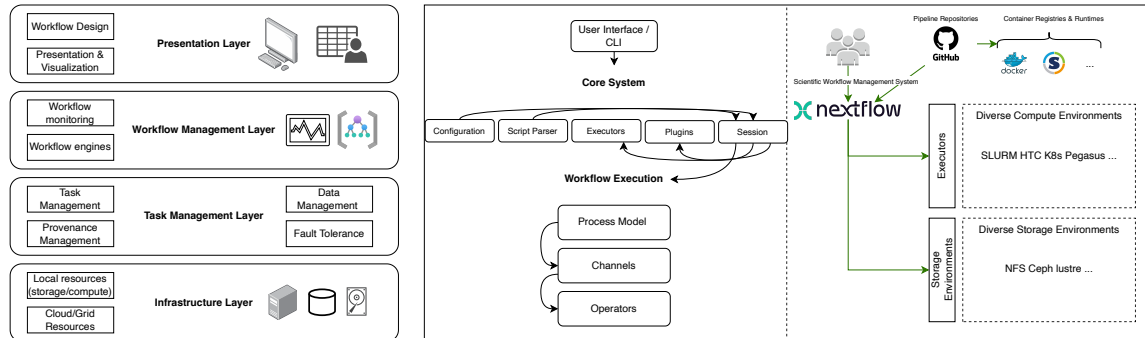 Workflow Design
Presentation &
Visualization
Presentation Layer
Workflow
monitoring
Workflow engines
Workflow Management Layer
Task
Management
Provenance
Management
Task Management Layer
Data
Management
Fault Tolerance
Local resources
(storage/compute)
Cloud/Grid
Resources
Infrastructure Layer
User Interface /
CLI
Core System
Configuration
Script Parser
Executors
Plugins
Session
Workflow Execution
Process Model
Channels
Operators
Pipeline Repositories
GitHub
Container Registries & Runtimes
docker
S
...
Scientific Workflow Management System
nextflow
Executors
Diverse Compute Environments
SLURM HTC K8s Pegasus ...
Storage
Environments
Diverse Storage Environments
NFS Ceph lustre ...